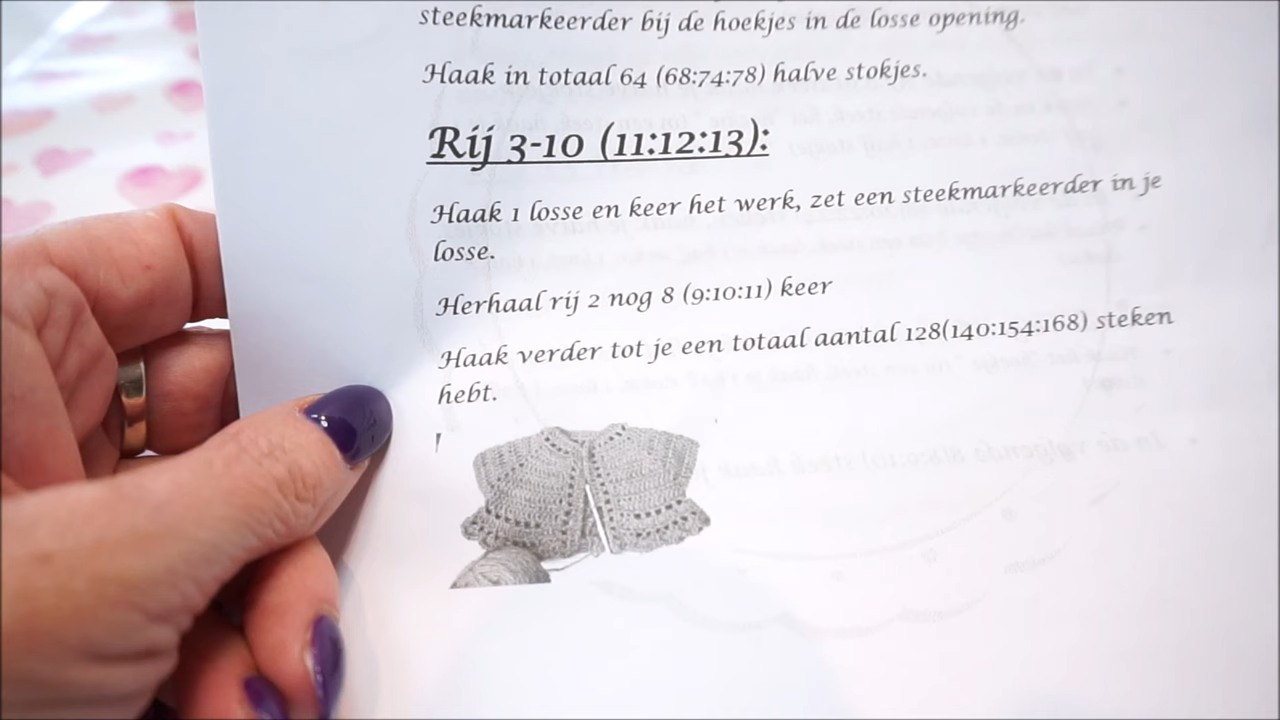 steekmarkeerder bij de hoekjes in de losse opening.
Haak in totaal 64 (68:74:78) halve stokjes.
Rij 3-10 (11:12:13):
Haak 1 losse en keer het werk, zet een steekmarkeerder in je
losse.
Herhaal rij 2 nog 8 (9:10:11) keer
Haak verder tot je een totaal aantal 128(140:154:168) steken
hebt.